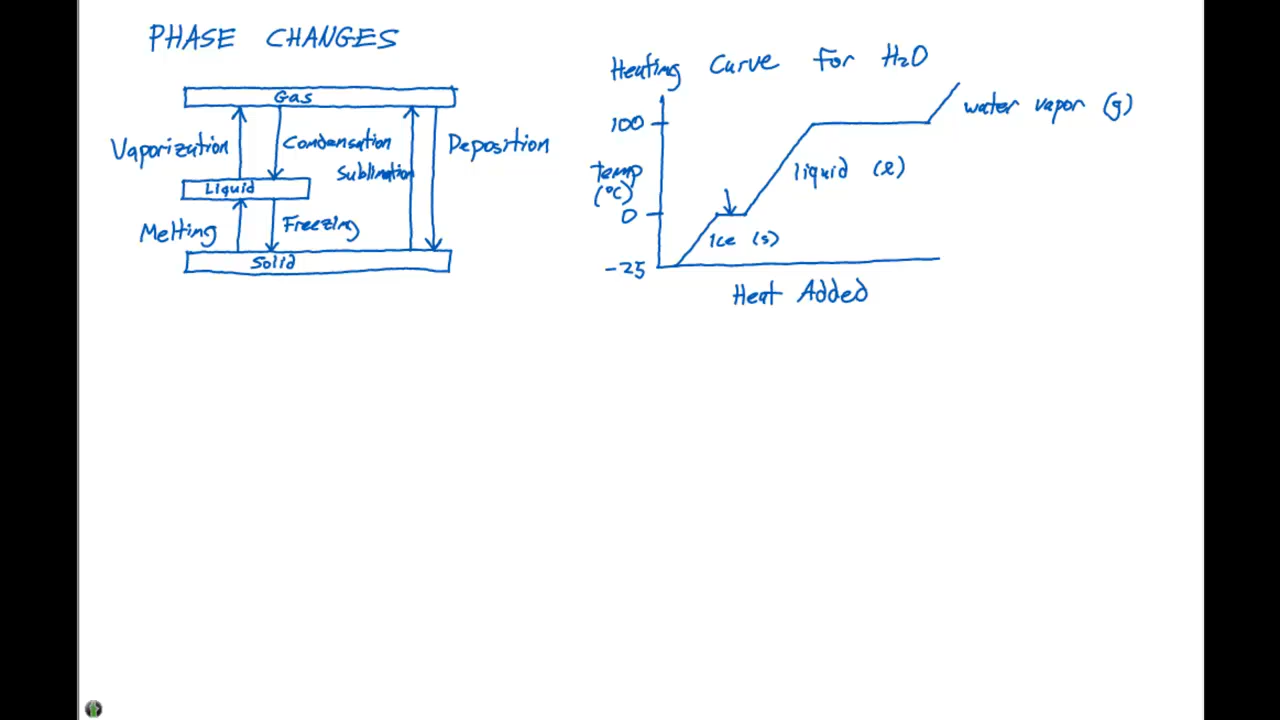 PHASE CHANGES
Gas
Vaporization
Condensation
Sublimation
Deposition
Liquid
Melting
Freezing
Solid
Heating Curve for H₂O
100
temp
(°C)
0
-25
water vapor (g)
liquid (l)
Ice (s)
Heat Added